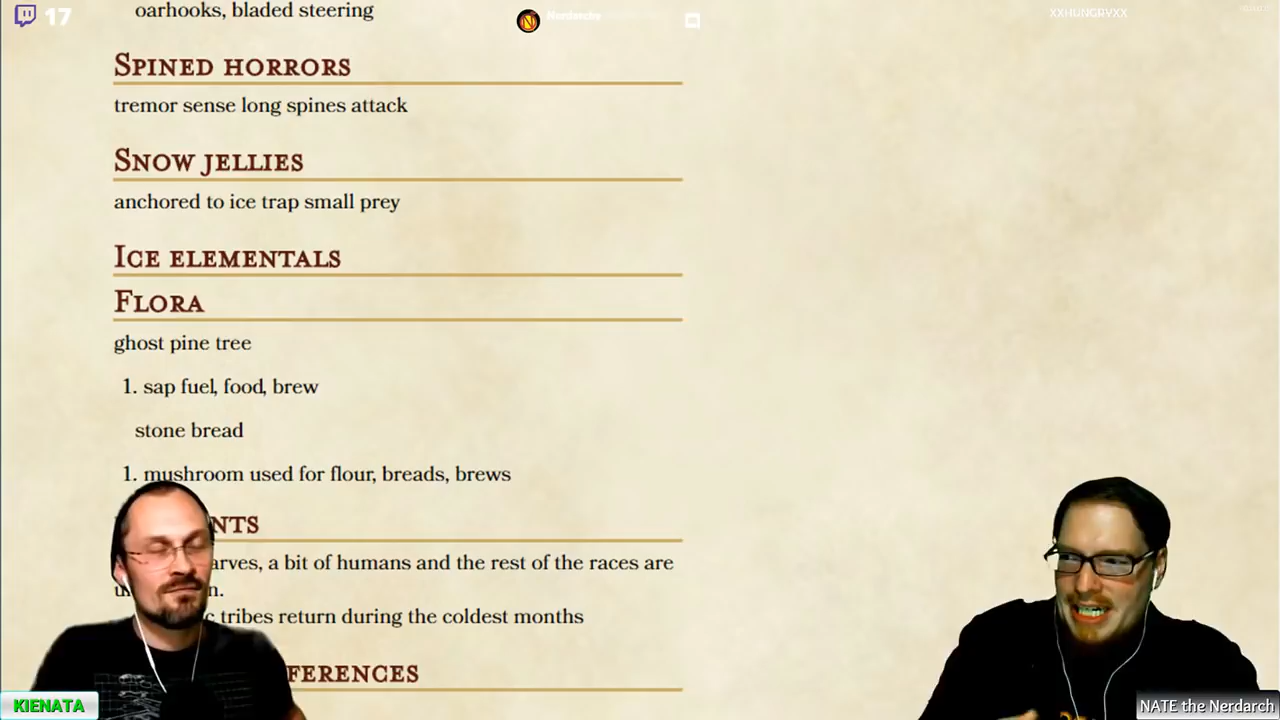 17
Nerdarchy
XXHUNGRYXX
oarhooks, bladed steering
SPINED HORRORS
tremor sense long spines attack
SNOW JELLIES
anchored to ice trap small prey
ICE ELEMENTALS
FLORA
ghost pine tree
1. sap fuel, food, brew
stone bread
1. mushroom used for flour, breads, brews
NTS
arves, a bit of humans and the rest of the races are
n.
c tribes return during the coldest months
FERENCES
KIENATA
NATE the Nerdarch